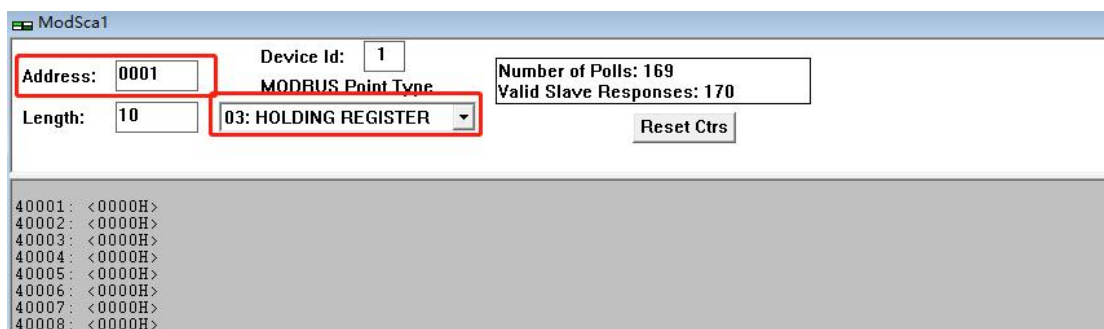 ModSca1
Address: 0001
Device Id: 1
MODBUS Point Type
Length: 10
03: HOLDING REGISTER
Number of Polls: 169
Valid Slave Responses: 170
Reset Ctrs
40001: <0000H>
40002: <0000H>
40003: <0000H>
40004: <0000H>
40005: <0000H>
40006: <0000H>
40007: <0000H>
40008: <0000H>